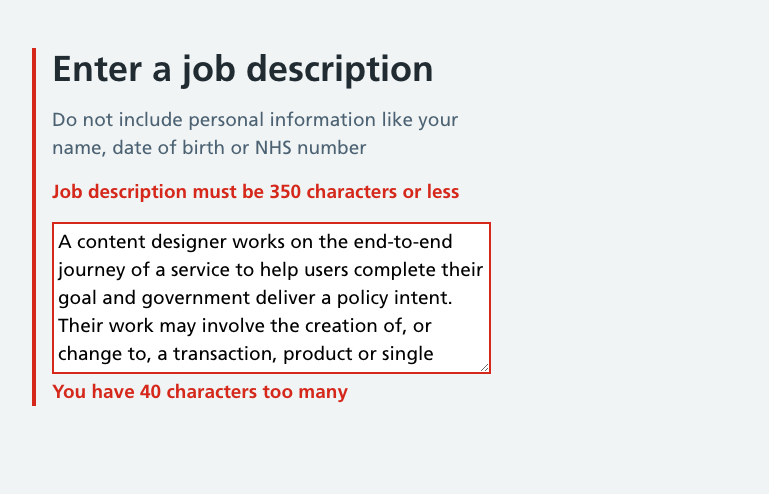 Enter a job description
Do not include personal information like your
name, date of birth or NHS number
Job description must be 350 characters or less
A content designer works on the end-to-end
journey of a service to help users complete their
goal and government deliver a policy intent.
Their work may involve the creation of, or
change to, a transaction, product or single
You have 40 characters too many